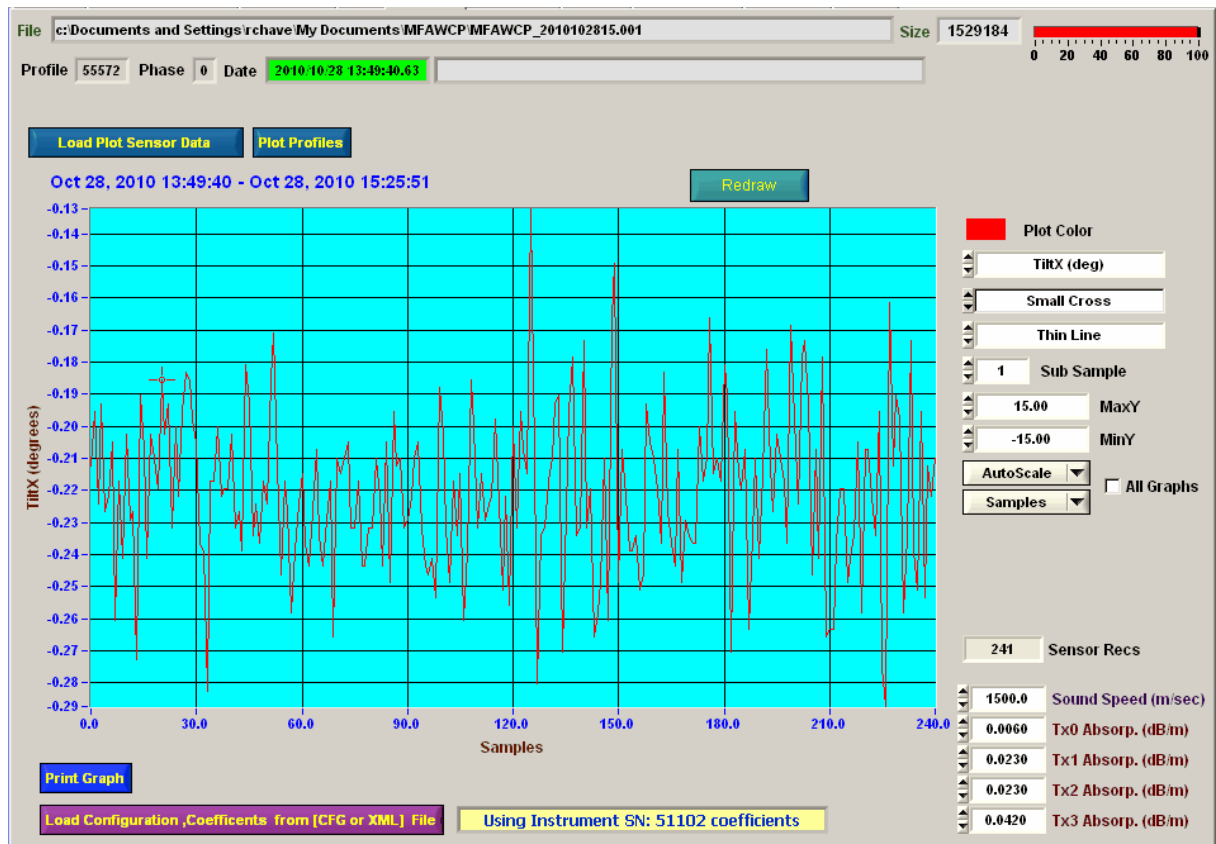 File c:\Documents and Settings\rchave\My Documents\MFAWCP\MFAWCP_2010102815.001 Size 1529184
0 20 40 60 80 100
Profile 55572 Phase 0 Date 2010/10/28 13:49:40.63
Load Plot Sensor Data Plot Profiles
Oct 28, 2010 13:49:40 - Oct 28, 2010 15:25:51 Redraw
-0.13
-0.14
-0.15
-0.16
-0.17
-0.18
-0.19
-0.20
-0.21
-0.22
-0.23
-0.24
-0.25
-0.26
-0.27
-0.28
-0.29
TiltX (degrees)
0.0 30.0 60.0 90.0 120.0 150.0 180.0 210.0 240.0
Samples
Plot Color
TiltX (deg)
Small Cross
Thin Line
1 Sub Sample
15.00 MaxY
-15.00 MinY
AutoScale
All Graphs
Samples
241 Sensor Recs
1500.0 Sound Speed (m/sec)
0.0060 Tx0 Absorp. (dB/m)
0.0230 Tx1 Absorp. (dB/m)
0.0230 Tx2 Absorp. (dB/m)
0.0420 Tx3 Absorp. (dB/m)
Print Graph
Load Configuration ,Coefficents from [CFG or XML] File Using Instrument SN: 51102 coefficients